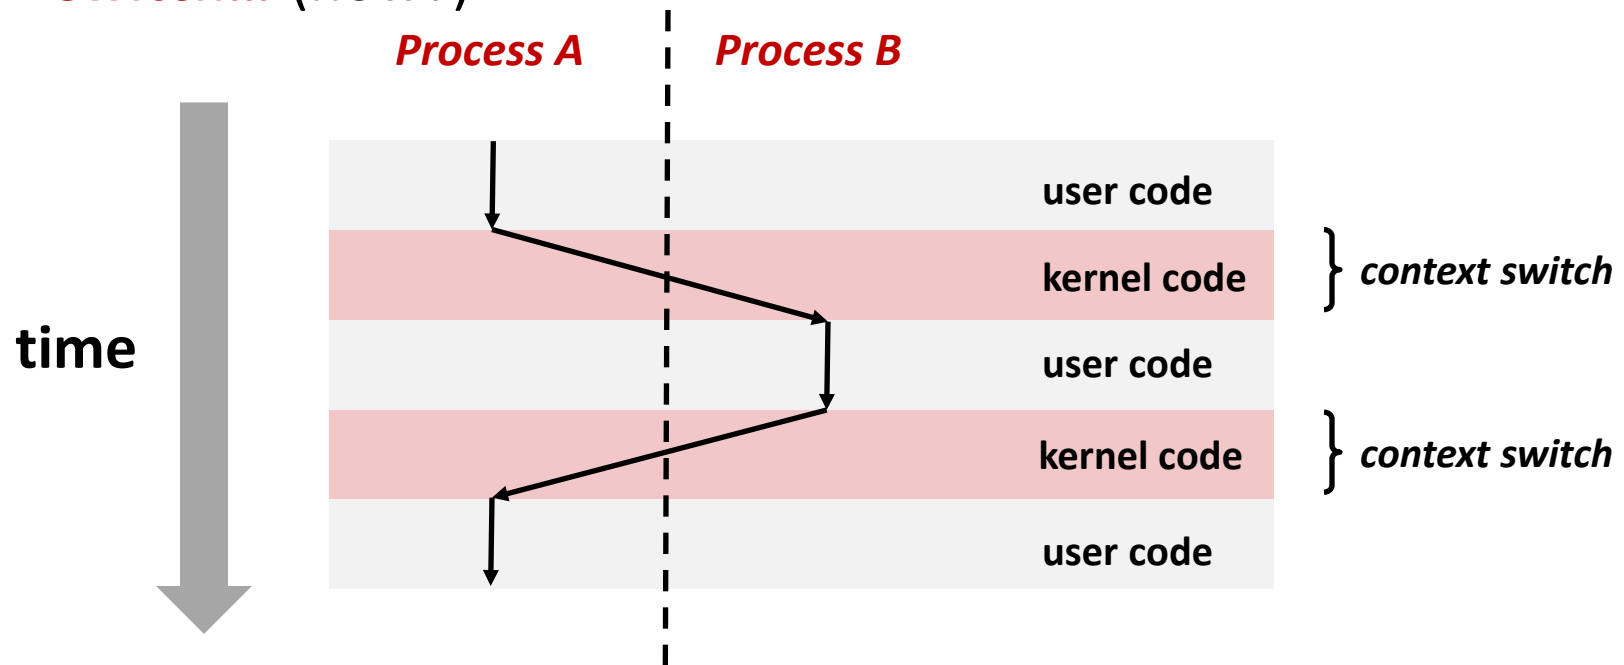 Process A
Process B
user code
kernel code
context switch
time
user code
kernel code
context switch
user code